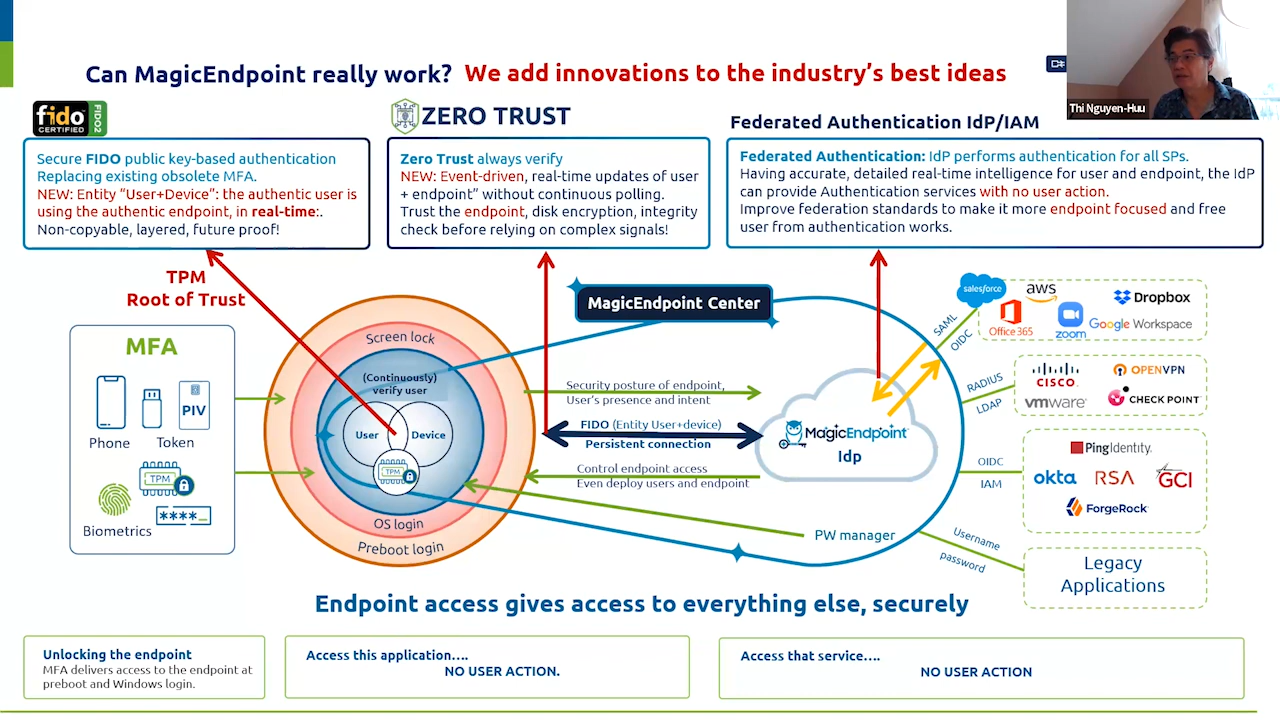 Can MagicEndpoint really work? We add innovations to the industry's best ideas
Thi Nguyen-Huu
fido
CERTIFIED
FIDO2
ZERO TRUST
Federated Authentication IdP/IAM
Secure FIDO public key-based authentication
Replacing existing obsolete MFA.
NEW: Entity "User+Device": the authentic user is
using the authentic endpoint, in real-time:.
Non-copyable, layered, future proof!
Zero Trust always verify
NEW: Event-driven, real-time updates of user
+ endpoint" without continuous polling.
Trust the endpoint, disk encryption, integrity
check before relying on complex signals!
Federated Authentication: IdP performs authentication for all SPs.
Having accurate, detailed real-time intelligence for user and endpoint, the IdP
can provide Authentication services with no user action.
Improve federation standards to make it more endpoint focused and free
user from authentication works.
TPM
Root of Trust
MFA
Phone
Token
PIV
TPM
Biometrics
****_
Screen lock
(Continuously)
verify user
User
Device
TPM
OS login
Preboot login
MagicEndpoint Center
Security posture of endpoint,
User's presence and intent
FIDO (Entity User+device)
Persistent connection
Control endpoint access
Even deploy users and endpoint
MagicEndpoint
Idp
PW manager
SAML
OIDC
salesforce
aws
Dropbox
Office 365
zoom
Google Workspace
RADIUS
LDAP
CISCO
OPENVPN
vmware
CHECK POINT
OIDC
IAM
PingIdentity.
okta
RSA
GCI
ForgeRock
Username
password
Legacy
Applications
Endpoint access gives access to everything else, securely
Unlocking the endpoint
MFA delivers access to the endpoint at
preboot and Windows login.
Access this application....
NO USER ACTION.
Access that service....
NO USER ACTION